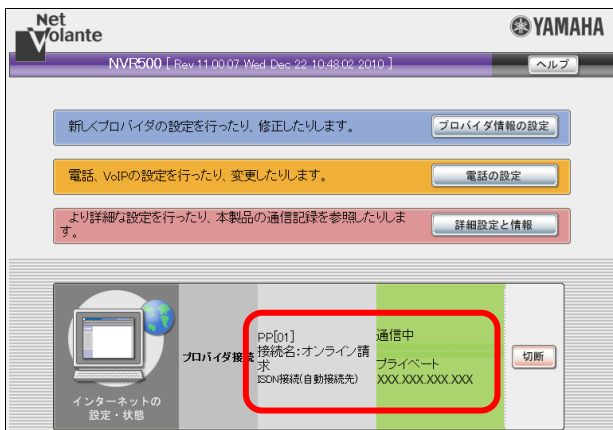 Net
Volante
YAMAHA
NVR500 [ Rev.11.00.07 Wed Dec 22 10:48:02 2010 ]
ヘルプ
新しくプロバイダの設定を行ったり、修正したりします。
プロバイダ情報の設定
電話、VoIPの設定を行ったり、変更したりします。
電話の設定
より詳細な設定を行ったり、本製品の通信記録を参照したりしま
す。
詳細設定と情報
インターネットの
設定・状態
プロバイダ接続
PP[01]
接続名:オンライン請
求
ISDN接続(自動接続先)
通信中
プライベート
XXX.XXX.XXX.XXX
切断